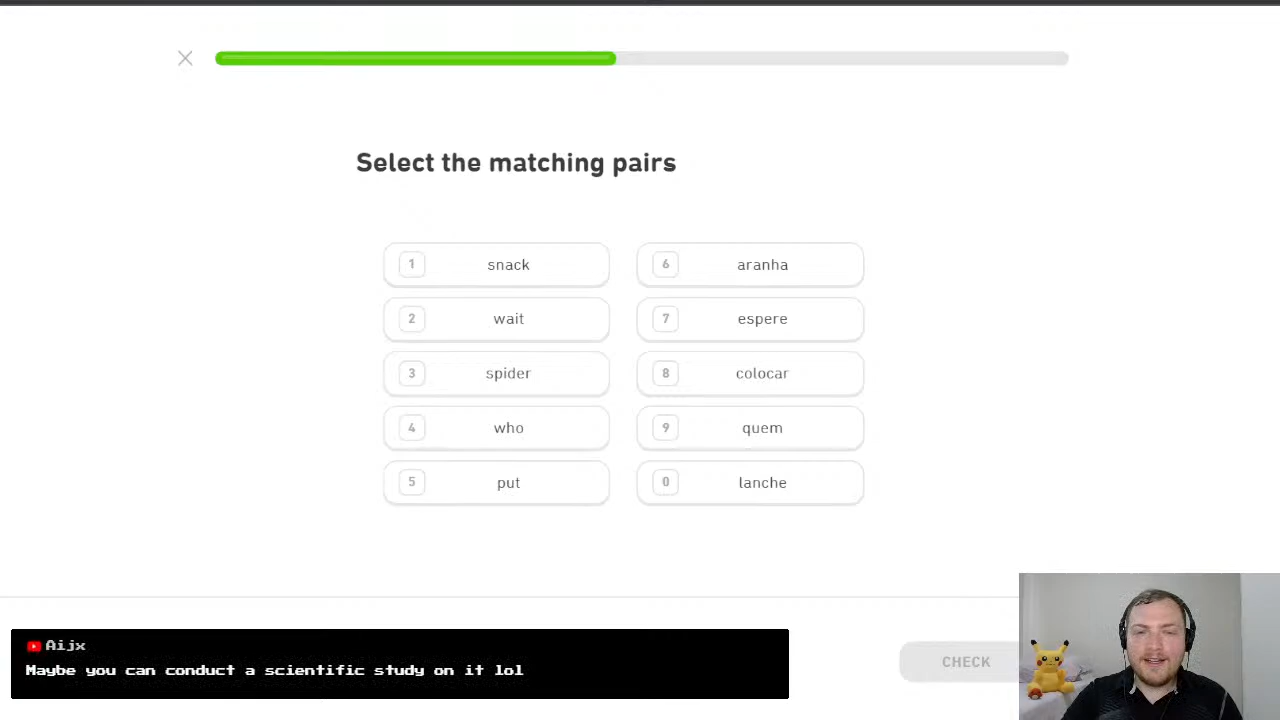 Select the matching pairs
1 snack
6 aranha
2 wait
7 espere
3 spider
8 colocar
4 who
9 quem
5 put
0 lanche
Aijx
Maybe you can conduct a scientific study on it lol
CHECK